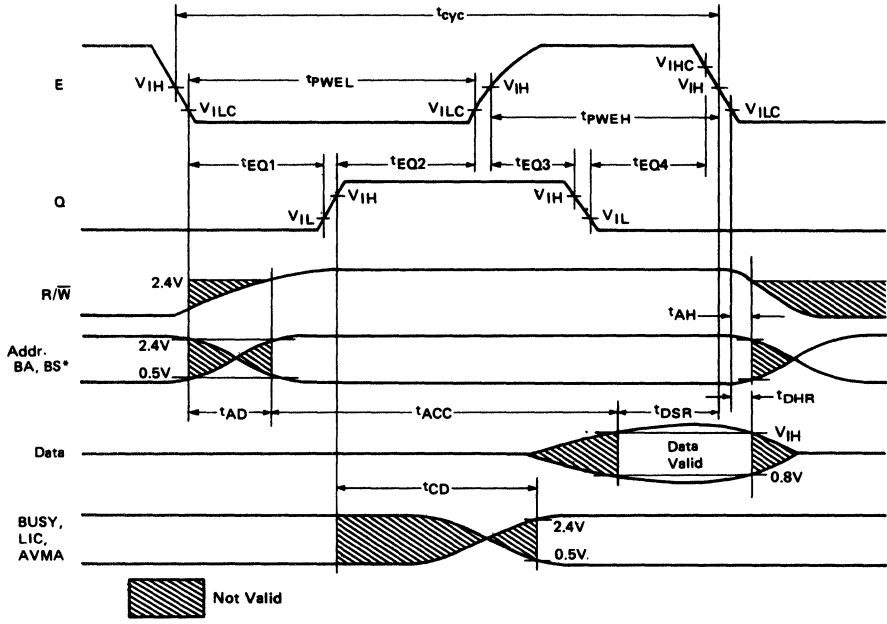 tcyc
E
VIH
VILC
tPWEL
VILC
VIH
VIHC
VIH
VILC
tPWEH
tEQ1
tEQ2
tEQ3
tEQ4
Q
VIH
VIL
VIH
VIL
R/W̅
2.4V
tAH
Addr.
BA, BS*
2.4V
0.5V
tAD
tACC
tDSR
tDHR
Data
Data
Valid
VIH
0.8V
tCD
BUSY,
LIC,
AVMA
2.4V
0.5V.
Not Valid